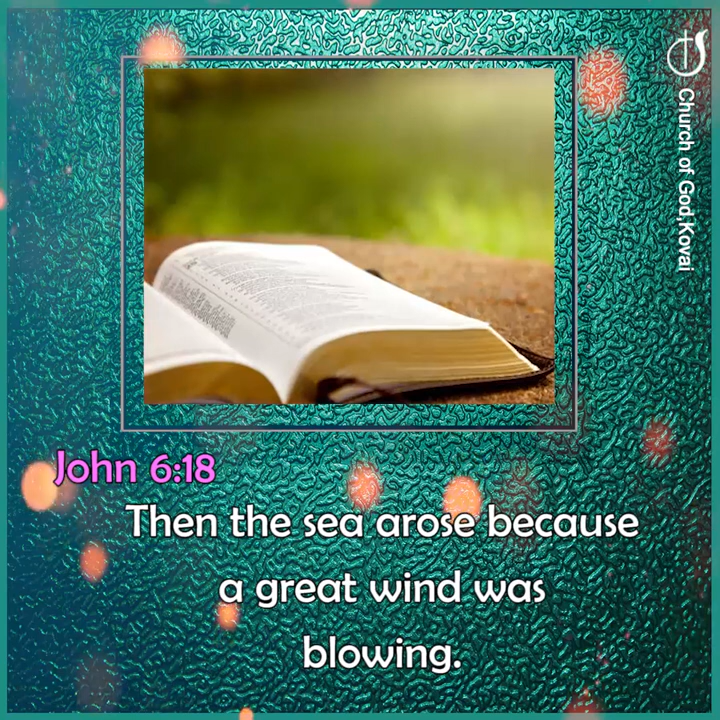 Church of God,Kovai
John 6:18
Then the sea arose because
a great wind was
blowing.